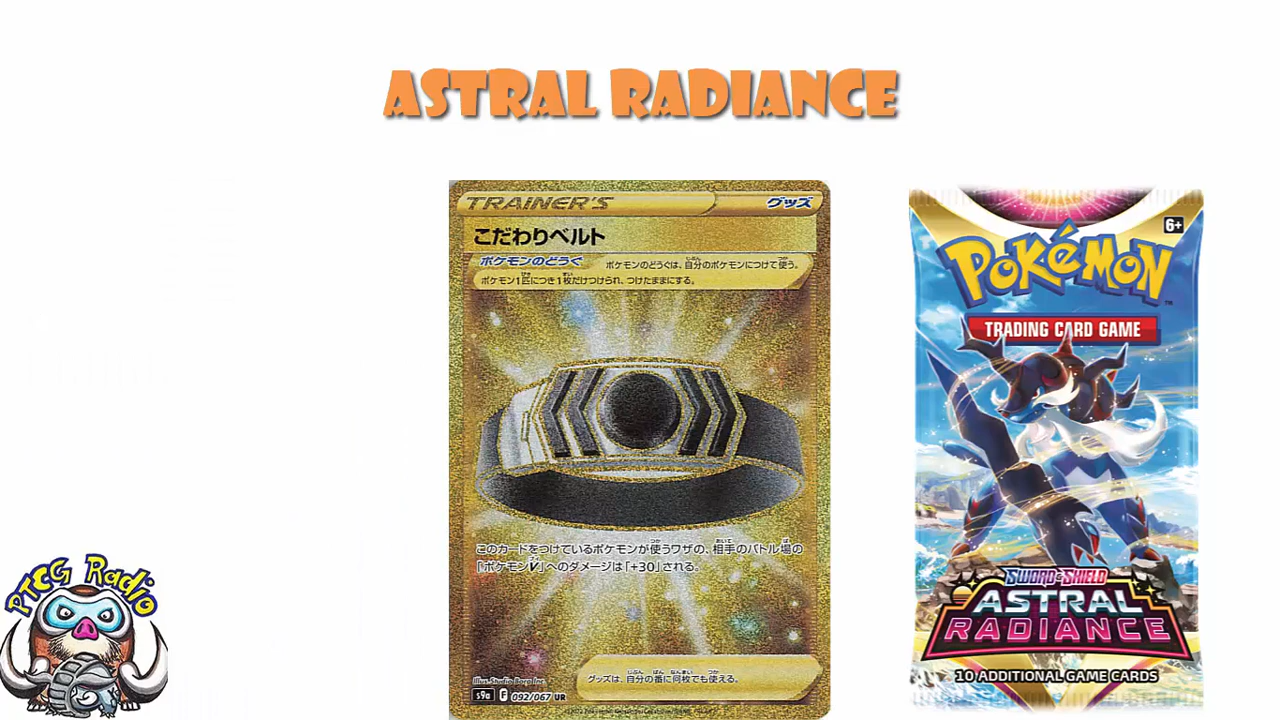 ASTRAL RADIANCE
TRAINER'S
グッズ
こだわりベルト
ポケモンのどうぐ
ポケモンのどうぐは、自分のポケモンにつけて使う。
ポケモン1匹につき1枚だけつけられ、つけたままにする。
このカードをつけているポケモンが使うワザの、相手のバトル場の
「ポケモンV」へのダメージは「+30」される。
グッズは、自分の番に何枚でも使える。
s9a F 092/067 UR
6+
POKéMON
TRADING CARD GAME
SWORD & SHIELD
ASTRAL
RADIANCE
10 ADDITIONAL GAME CARDS
PTCG Radio